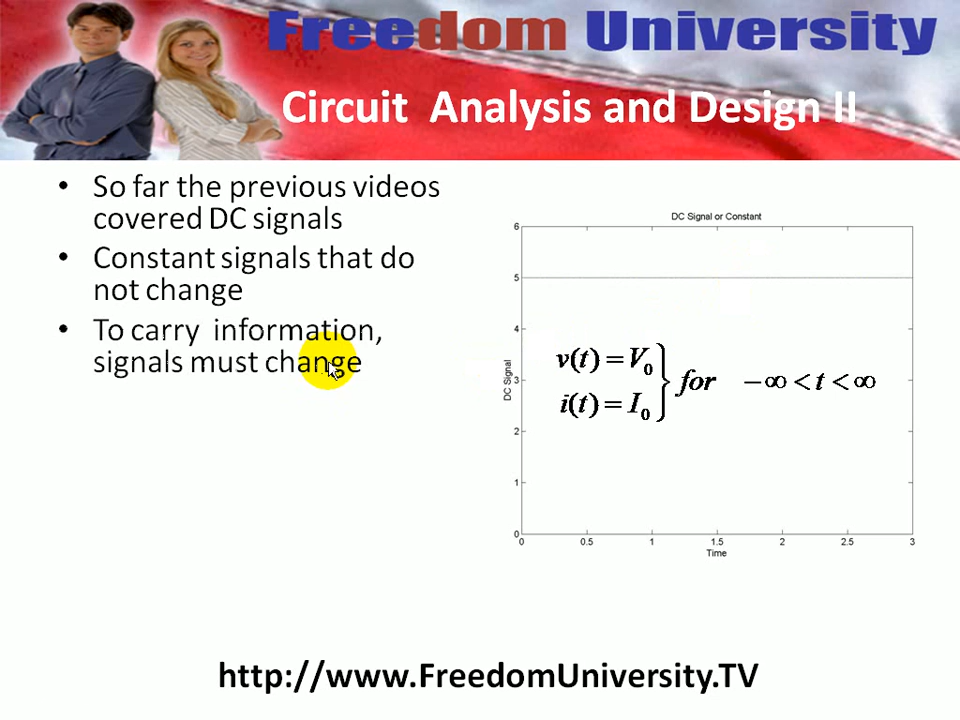 Freedom University
Circuit Analysis and Design II
• So far the previous videos
covered DC signals
• Constant signals that do
not change
• To carry information,
signals must change
DC Signal or Constant
6
5
4
3
2
1
0
DC Signal
v(t) = V₀
i(t) = I₀
} for −∞ < t < ∞
0 0.5 1 1.5 2 2.5 3
Time
http://www.FreedomUniversity.TV